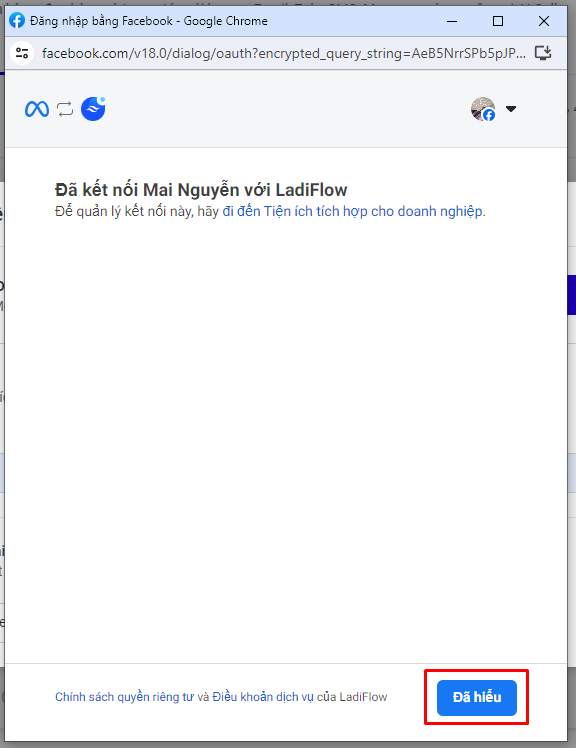 Đăng nhập bằng Facebook - Google Chrome
facebook.com/v18.0/dialog/oauth?encrypted_query_string=AeB5NrrSPb5pJP...
Đã kết nối Mai Nguyễn với LadiFlow
Để quản lý kết nối này, hãy đi đến Tiện ích tích hợp cho doanh nghiệp.
Chính sách quyền riêng tư và Điều khoản dịch vụ của LadiFlow
Đã hiểu